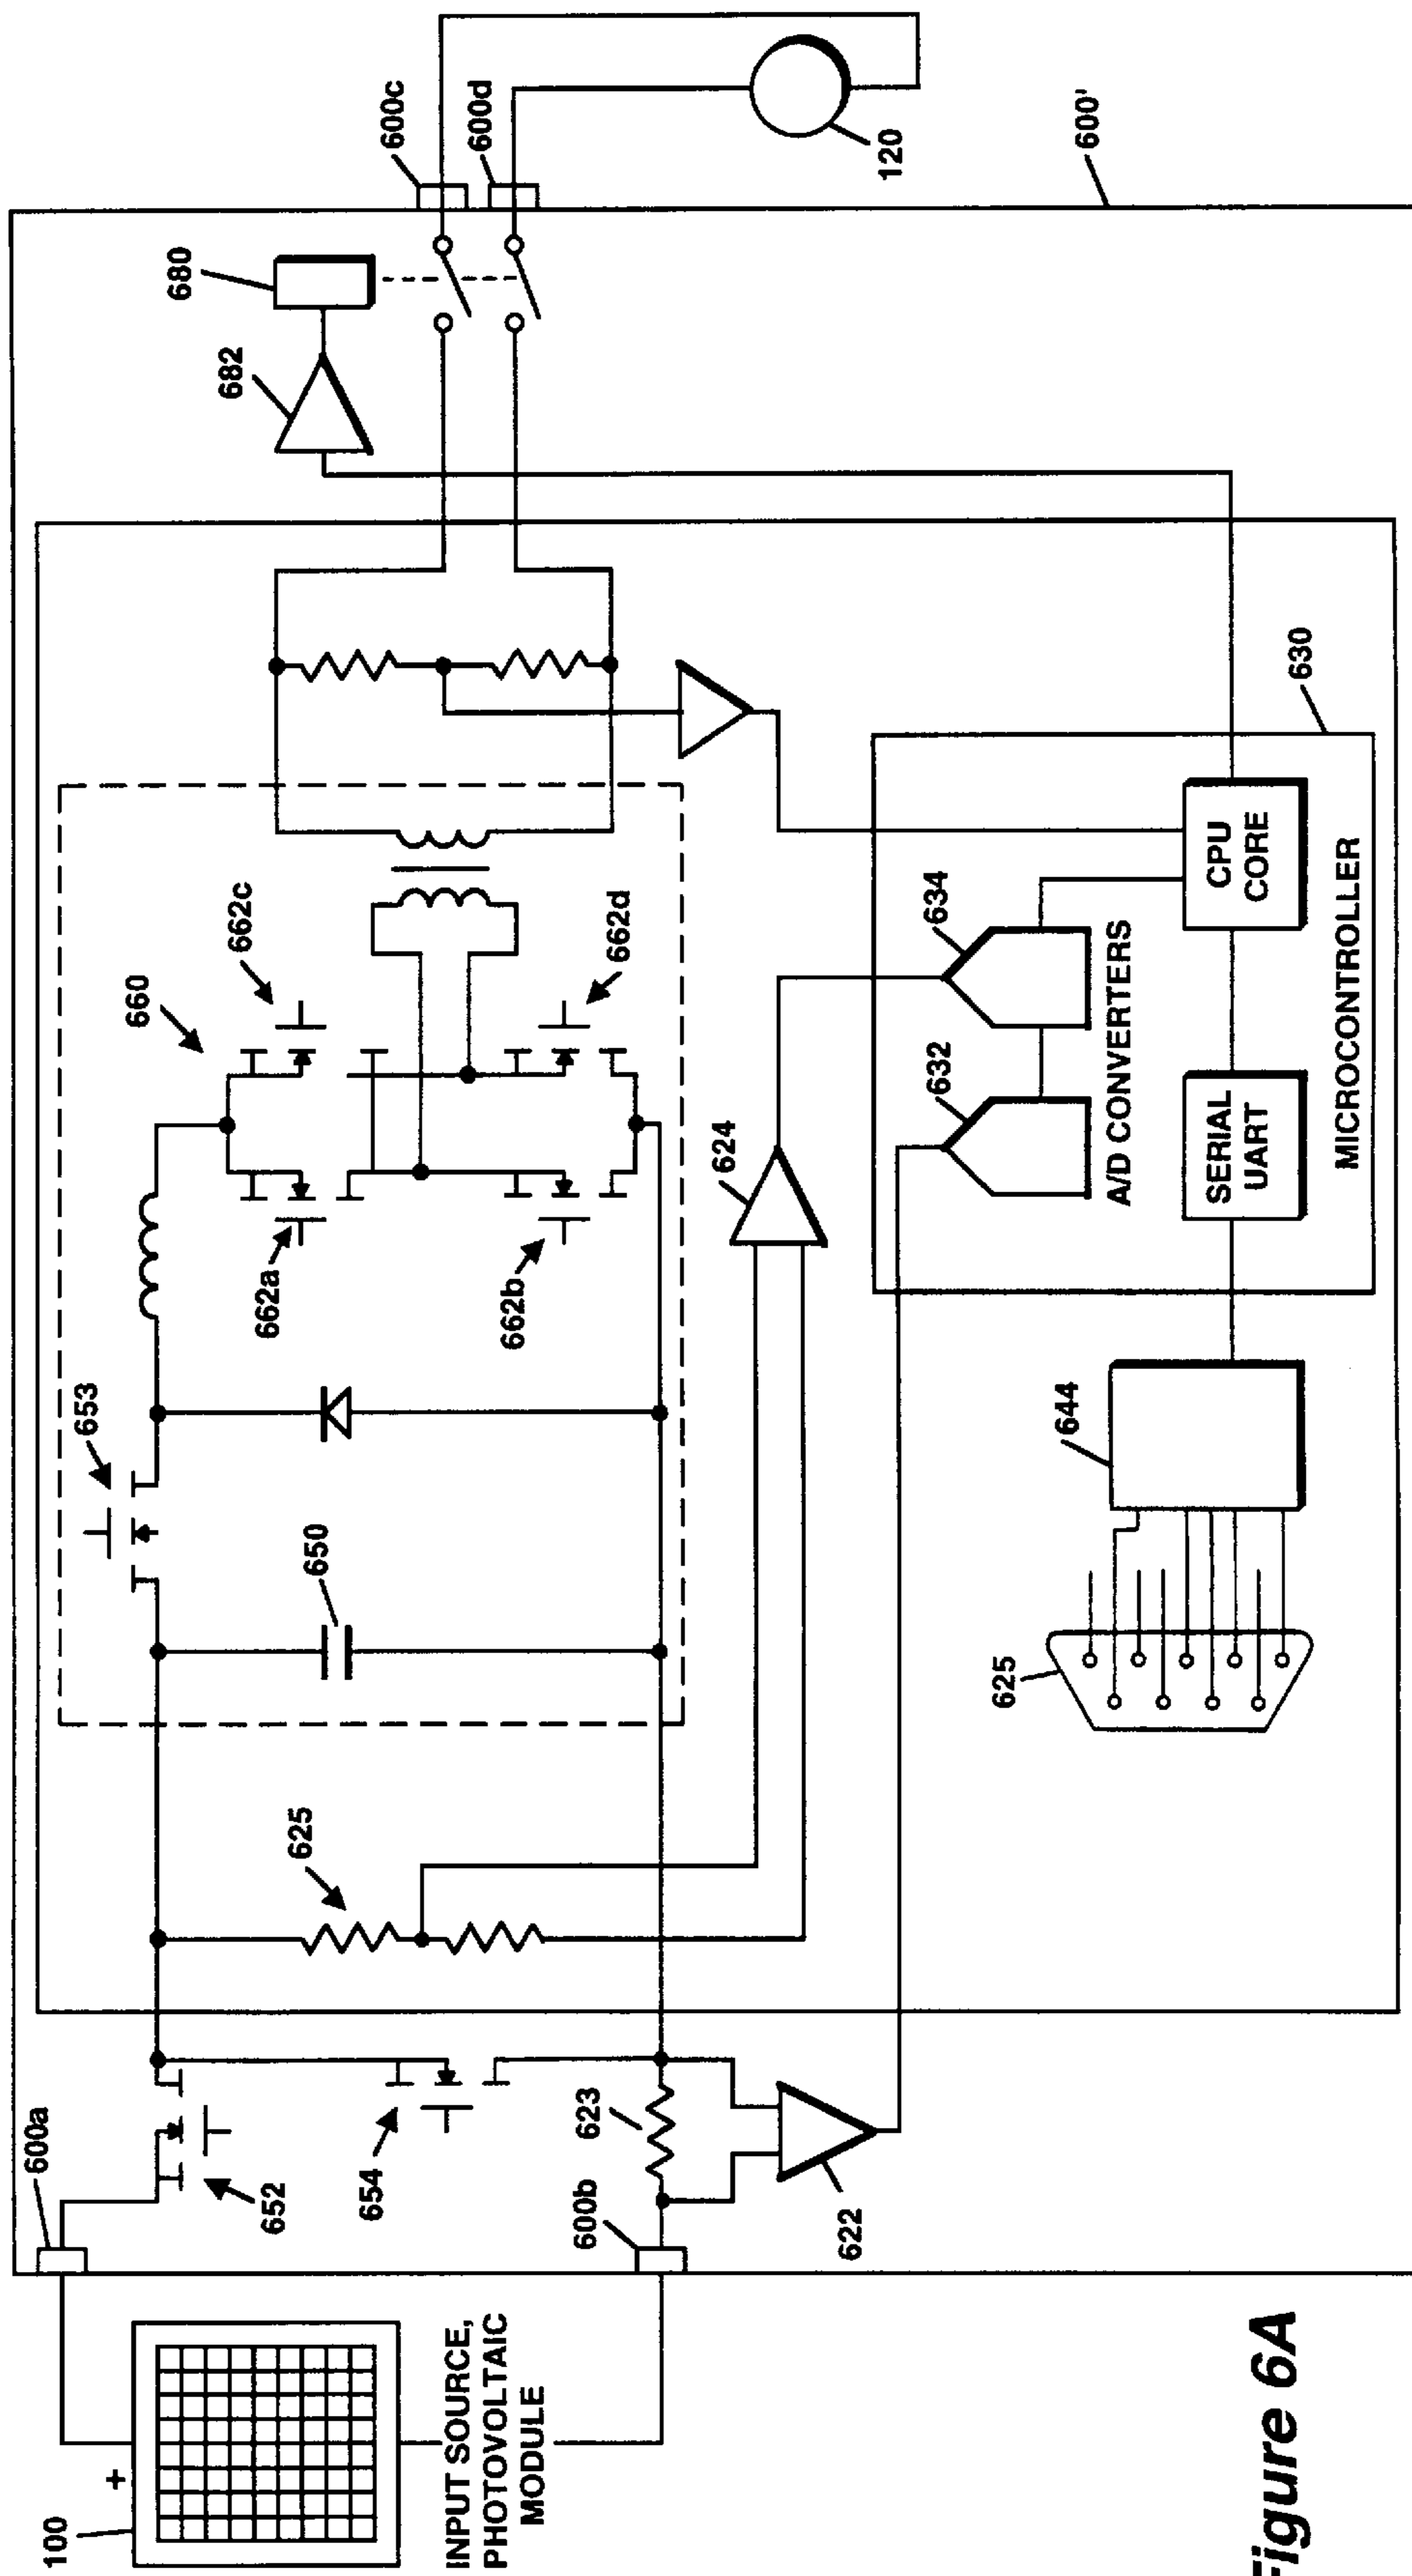 100
+
INPUT SOURCE,
PHOTOVOLTAIC
MODULE
600a
652
654
600b
623
622
625
650
653
660
662a
662c
662b
662d
624
682
680
600c
600d
120
600'
625
644
632
634
A/D CONVERTERS
SERIAL
UART
CPU
CORE
MICROCONTROLLER
630
Figure 6A